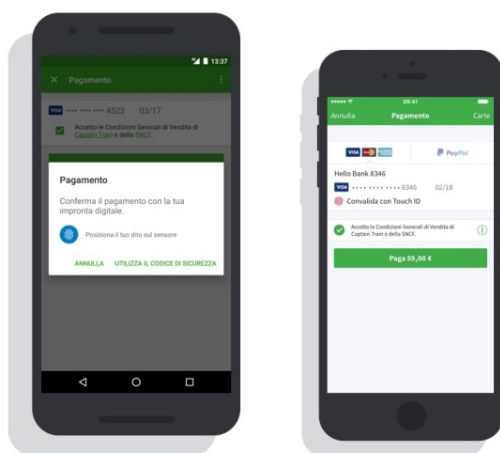 13:37
Pagamento
VISA •••• •••• •••• 4523 03/17
Accetto le Condizioni Generali di Vendita di
Captain Train e della SNCF.
Pagamento
Conferma il pagamento con la tua
impronta digitale.
Posiziona il tuo dito sul sensore
ANNULLA UTILIZZA IL CODICE DI SICUREZZA
08:41
Annulla Pagamento Carte
VISA PayPal
Hello Bank 8346
VISA •••• •••• •••• 8346 02/18
Convalida con Touch ID
Accetto le Condizioni Generali di Vendita di
Captain Train e della SNCF.
Paga 59,00 €